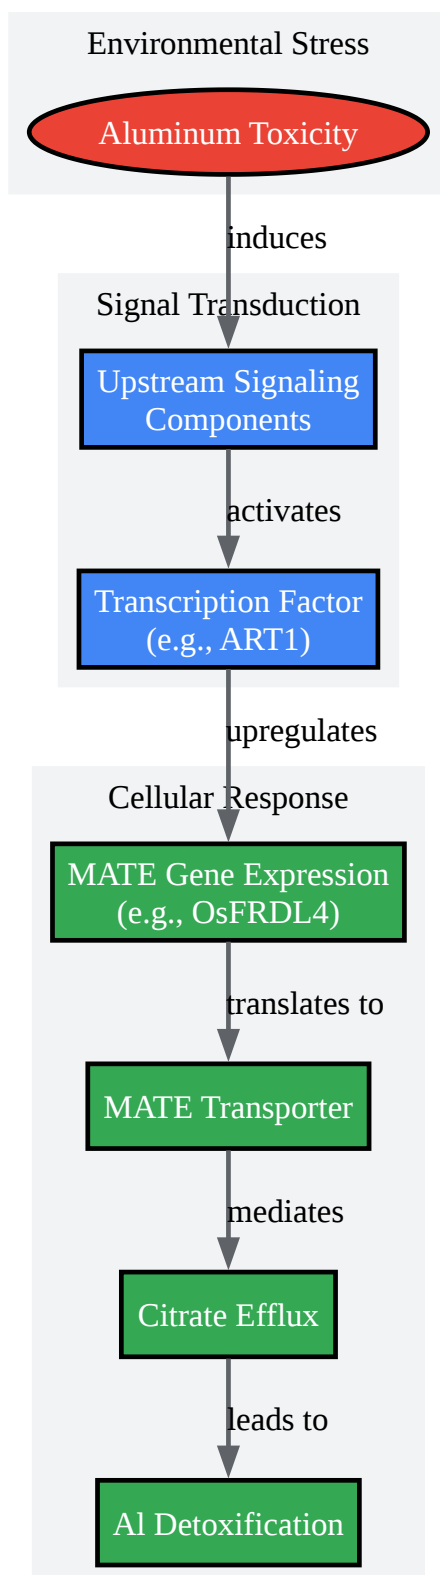 Environmental Stress
Aluminum Toxicity
induces
Signal Transduction
Upstream Signaling
Components
activates
Transcription Factor
(e.g., ART1)
upregulates
Cellular Response
MATE Gene Expression
(e.g., OsFRDL4)
translates to
MATE Transporter
mediates
Citrate Efflux
leads to
Al Detoxification